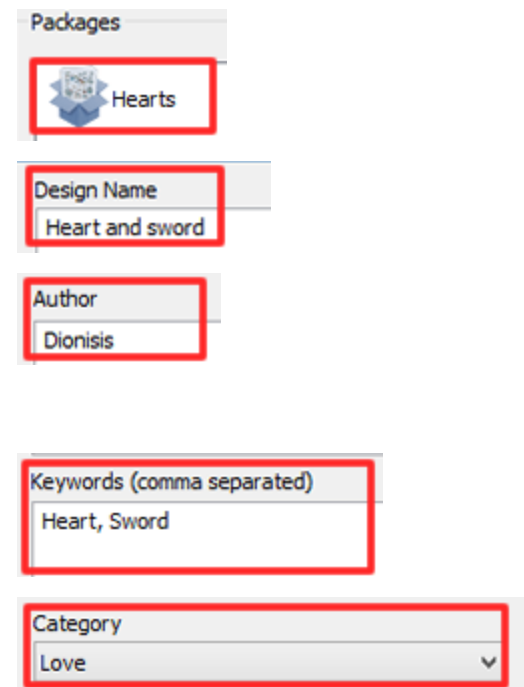 Packages
Hearts
Design Name
Heart and sword
Author
Dionisis
Keywords (comma separated)
Heart, Sword
Category
Love